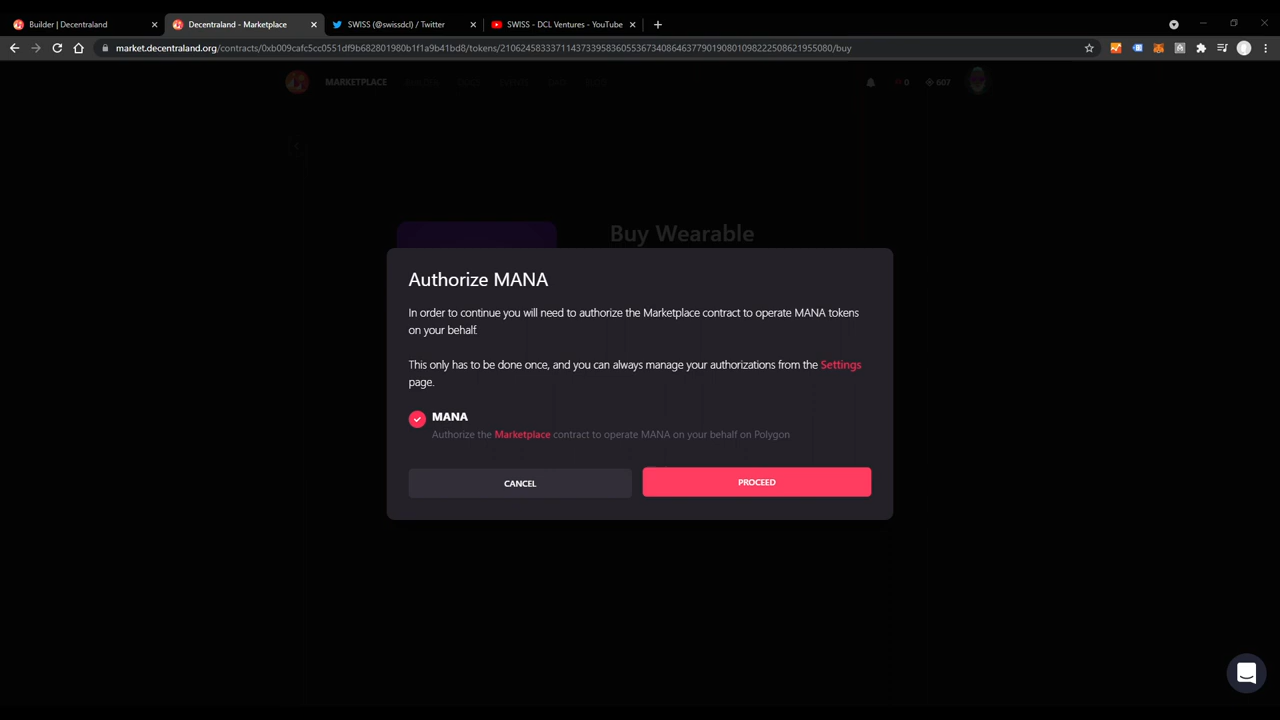 Builder | Decentraland
Decentraland - Marketplace
SWISS (@swissdcl) / Twitter
SWISS - DCL Ventures - YouTube
market.decentraland.org/contracts/0xb009cafc5cc0551df9b682801980b1f1a9b41bd8/tokens/210624583337114373395836055367340864637790190801098222508621955080/buy
MARKETPLACE
0
607
Buy Wearable
Authorize MANA
In order to continue you will need to authorize the Marketplace contract to operate MANA tokens
on your behalf.
This only has to be done once, and you can always manage your authorizations from the Settings
page.
MANA
Authorize the Marketplace contract to operate MANA on your behalf on Polygon
CANCEL
PROCEED